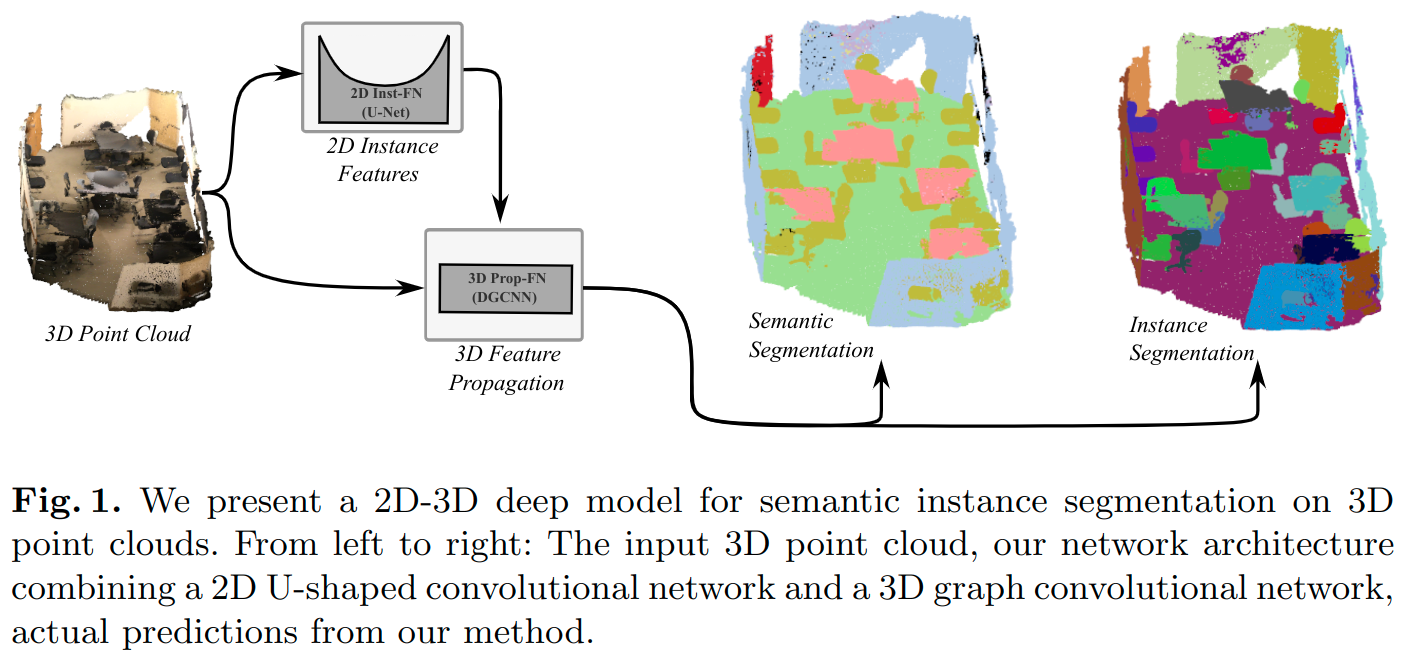 2D Inst-FN
(U-Net)
2D Instance
Features
3D Point Cloud
3D Prop-FN
(DGCNN)
3D Feature
Propagation
Semantic
Segmentation
Instance
Segmentation
Fig. 1. We present a 2D-3D deep model for semantic instance segmentation on 3D
point clouds. From left to right: The input 3D point cloud, our network architecture
combining a 2D U-shaped convolutional network and a 3D graph convolutional network,
actual predictions from our method.